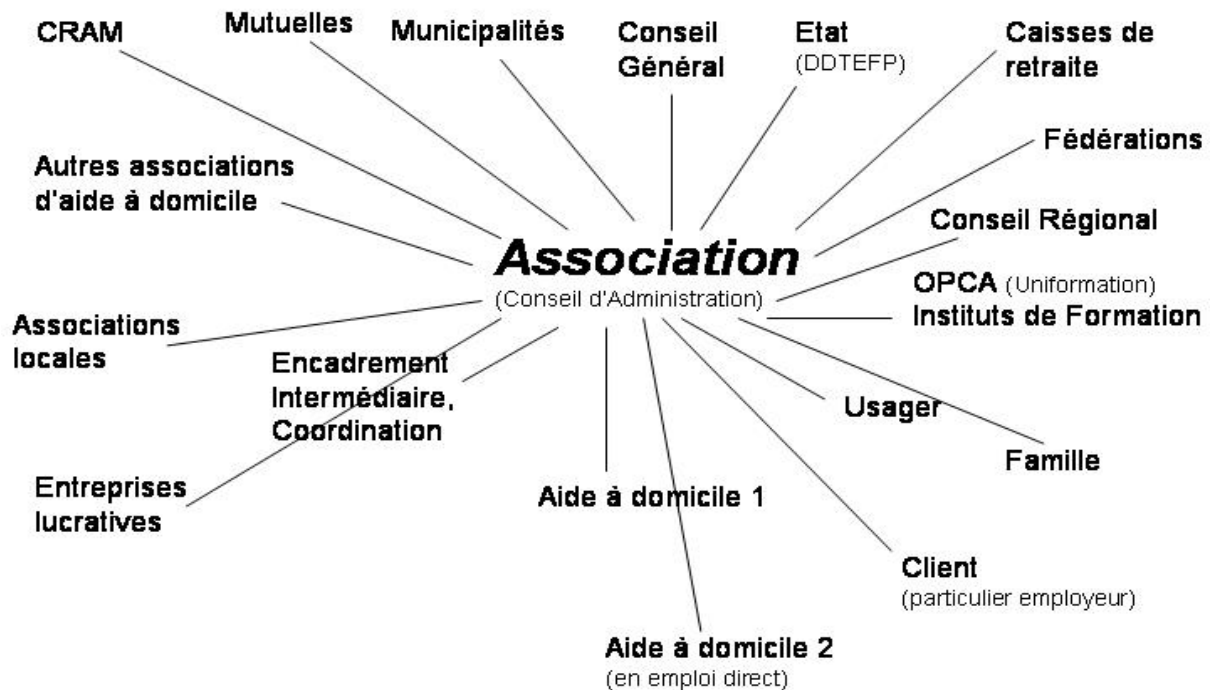 CRAM
Mutuelles
Municipalités
Conseil
Général
Etat
(DDTEFP)
Caisses de
retraite
Fédérations
Autres associations
d'aide à domicile
Conseil Régional
Association
(Conseil d'Administration)
OPCA (Uniformation)
Instituts de Formation
Associations
locales
Encadrement
Intermédiaire,
Coordination
Usager
Famille
Entreprises
lucratives
Aide à domicile 1
Client
(particulier employeur)
Aide à domicile 2
(en emploi direct)